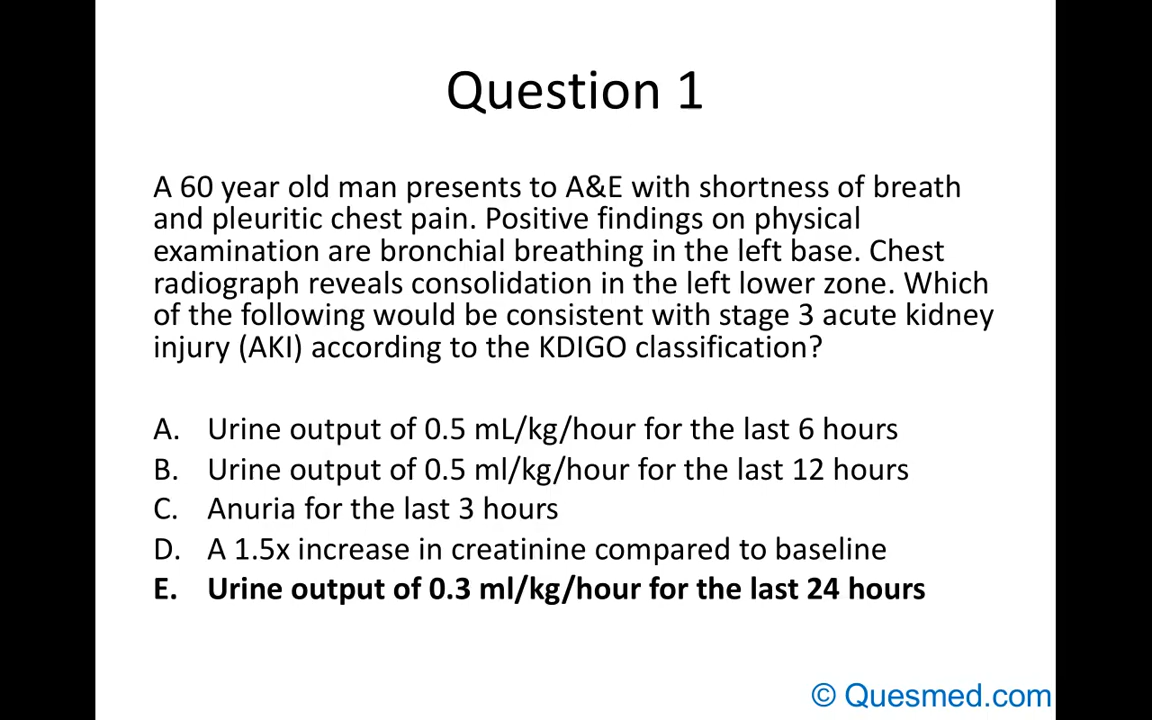 Question 1
A 60 year old man presents to A&E with shortness of breath
and pleuritic chest pain. Positive findings on physical
examination are bronchial breathing in the left base. Chest
radiograph reveals consolidation in the left lower zone. Which
of the following would be consistent with stage 3 acute kidney
injury (AKI) according to the KDIGO classification?
A. Urine output of 0.5 mL/kg/hour for the last 6 hours
B. Urine output of 0.5 ml/kg/hour for the last 12 hours
C. Anuria for the last 3 hours
D. A 1.5x increase in creatinine compared to baseline
E. Urine output of 0.3 ml/kg/hour for the last 24 hours
© Quesmed.com